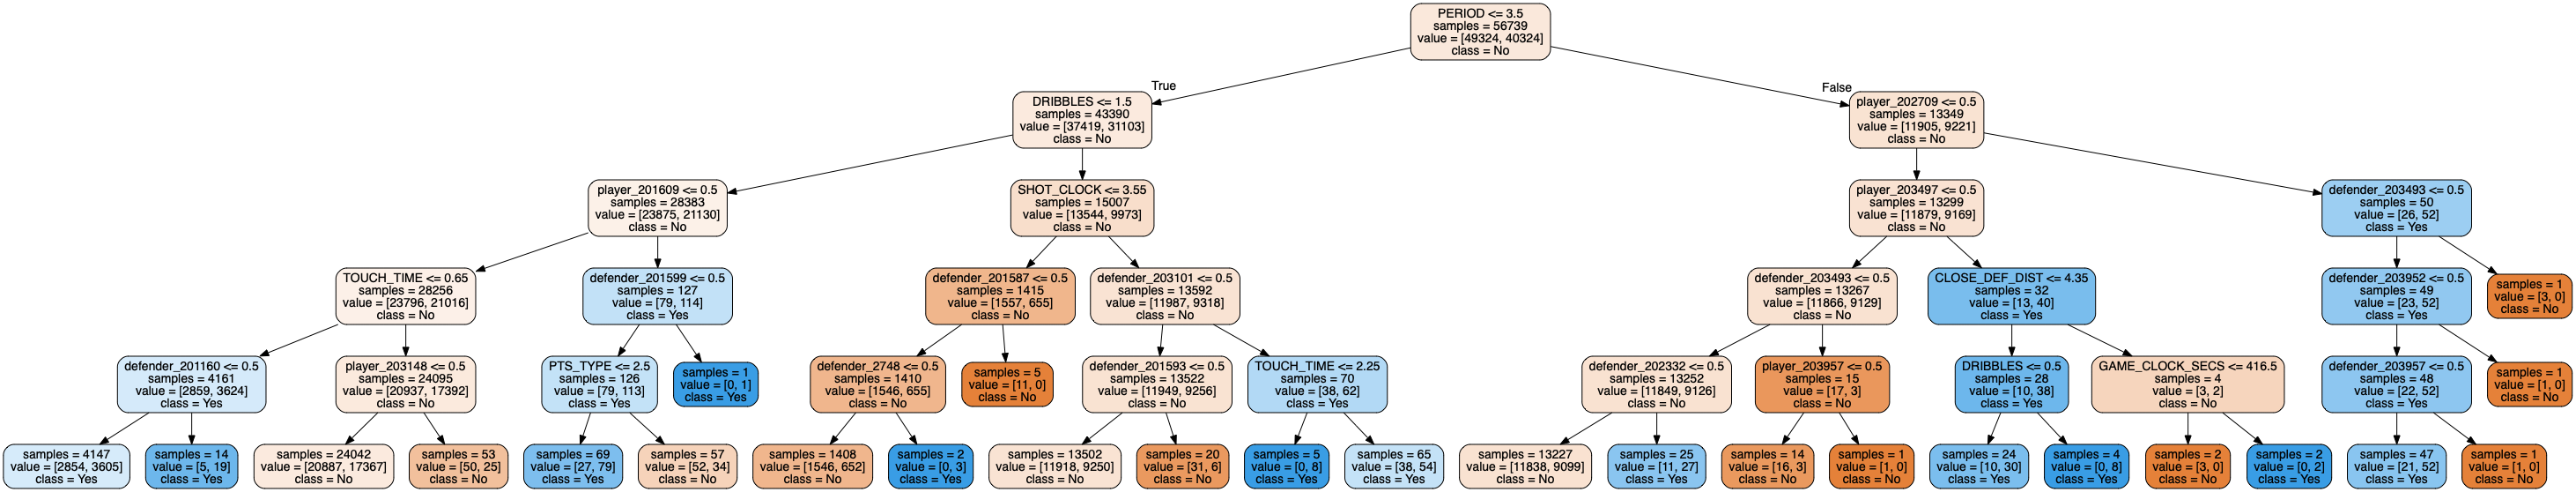 PERIOD <= 3.5
samples = 56739
value = [49324, 40324]
class = No
True
False
DRIBBLES <= 1.5
samples = 43390
value = [37419, 31103]
class = No
player_202709 <= 0.5
samples = 13349
value = [11905, 9221]
class = No
player_201609 <= 0.5
samples = 28383
value = [23875, 21130]
class = No
SHOT_CLOCK <= 3.55
samples = 15007
value = [13544, 9973]
class = No
player_203497 <= 0.5
samples = 13299
value = [11879, 9169]
class = No
defender_203493 <= 0.5
samples = 50
value = [26, 52]
class = Yes
TOUCH_TIME <= 0.65
samples = 28256
value = [23796, 21016]
class = No
defender_201599 <= 0.5
samples = 127
value = [79, 114]
class = Yes
defender_201587 <= 0.5
samples = 1415
value = [1557, 655]
class = No
defender_203101 <= 0.5
samples = 13592
value = [11987, 9318]
class = No
defender_203493 <= 0.5
samples = 13267
value = [11866, 9129]
class = No
CLOSE_DEF_DIST <= 4.35
samples = 32
value = [13, 40]
class = Yes
defender_203952 <= 0.5
samples = 49
value = [23, 52]
class = Yes
samples = 1
value = [3, 0]
class = No
defender_201160 <= 0.5
samples = 4161
value = [2859, 3624]
class = Yes
player_203148 <= 0.5
samples = 24095
value = [20937, 17392]
class = No
PTS_TYPE <= 2.5
samples = 126
value = [79, 113]
class = Yes
samples = 1
value = [0, 1]
class = Yes
defender_2748 <= 0.5
samples = 1410
value = [1546, 655]
class = No
samples = 5
value = [11, 0]
class = No
defender_201593 <= 0.5
samples = 13522
value = [11949, 9256]
class = No
TOUCH_TIME <= 2.25
samples = 70
value = [38, 62]
class = Yes
defender_202332 <= 0.5
samples = 13252
value = [11849, 9126]
class = No
player_203957 <= 0.5
samples = 15
value = [17, 3]
class = No
DRIBBLES <= 0.5
samples = 28
value = [10, 38]
class = Yes
GAME_CLOCK_SECS <= 416.5
samples = 4
value = [3, 2]
class = No
defender_203957 <= 0.5
samples = 48
value = [22, 52]
class = Yes
samples = 1
value = [1, 0]
class = No
samples = 4147
value = [2854, 3605]
class = Yes
samples = 14
value = [5, 19]
class = Yes
samples = 24042
value = [20887, 17367]
class = No
samples = 53
value = [50, 25]
class = No
samples = 69
value = [27, 79]
class = Yes
samples = 57
value = [52, 34]
class = No
samples = 1408
value = [1546, 652]
class = No
samples = 2
value = [0, 3]
class = Yes
samples = 13502
value = [11918, 9250]
class = No
samples = 20
value = [31, 6]
class = No
samples = 5
value = [0, 8]
class = Yes
samples = 65
value = [38, 54]
class = Yes
samples = 13227
value = [11838, 9099]
class = No
samples = 25
value = [11, 27]
class = Yes
samples = 14
value = [16, 3]
class = No
samples = 1
value = [1, 0]
class = No
samples = 24
value = [10, 30]
class = Yes
samples = 4
value = [0, 8]
class = Yes
samples = 2
value = [3, 0]
class = No
samples = 2
value = [0, 2]
class = Yes
samples = 47
value = [21, 52]
class = Yes
samples = 1
value = [1, 0]
class = No